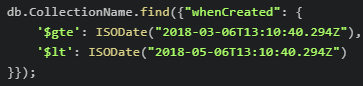 db.CollectionName.find({"whenCreated": {
    '$gte': ISODate("2018-03-06T13:10:40.294Z"),
    '$lt': ISODate("2018-05-06T13:10:40.294Z")
}});